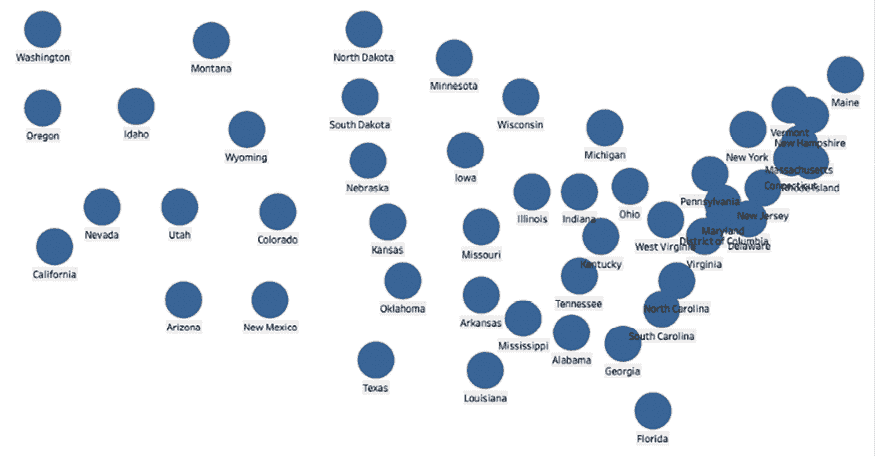 Washington
Montana
North Dakota
Minnesota
Maine
Oregon
Idaho
Wyoming
South Dakota
Wisconsin
Michigan
New York
Vermont
New Hampshire
Massachusetts
Connecticut
Rhode Island
Nebraska
Iowa
Illinois
Indiana
Ohio
Pennsylvania
New Jersey
Nevada
Utah
Colorado
Kansas
Missouri
Kentucky
West Virginia
Maryland
District of Columbia
Delaware
Virginia
California
Arizona
New Mexico
Oklahoma
Arkansas
Tennessee
North Carolina
Mississippi
Alabama
South Carolina
Georgia
Texas
Louisiana
Florida